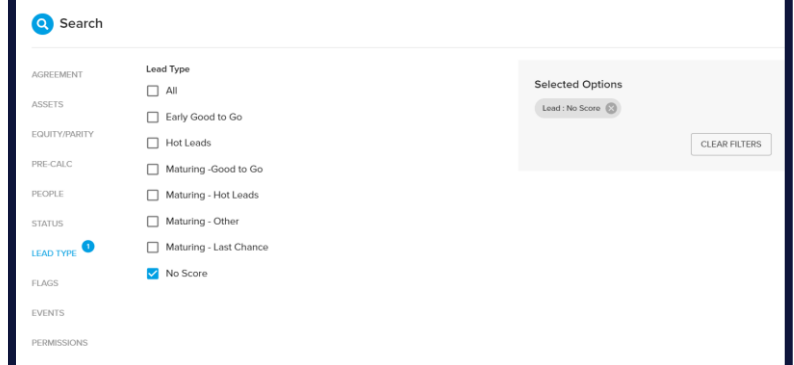 Search
AGREEMENT
ASSETS
EQUITY/PARITY
PRE-CALC
PEOPLE
STATUS
LEAD TYPE 1
FLAGS
EVENTS
PERMISSIONS
Lead Type
All
Early Good to Go
Hot Leads
Maturing -Good to Go
Maturing - Hot Leads
Maturing - Other
Maturing - Last Chance
No Score
Selected Options
Lead : No Score
CLEAR FILTERS